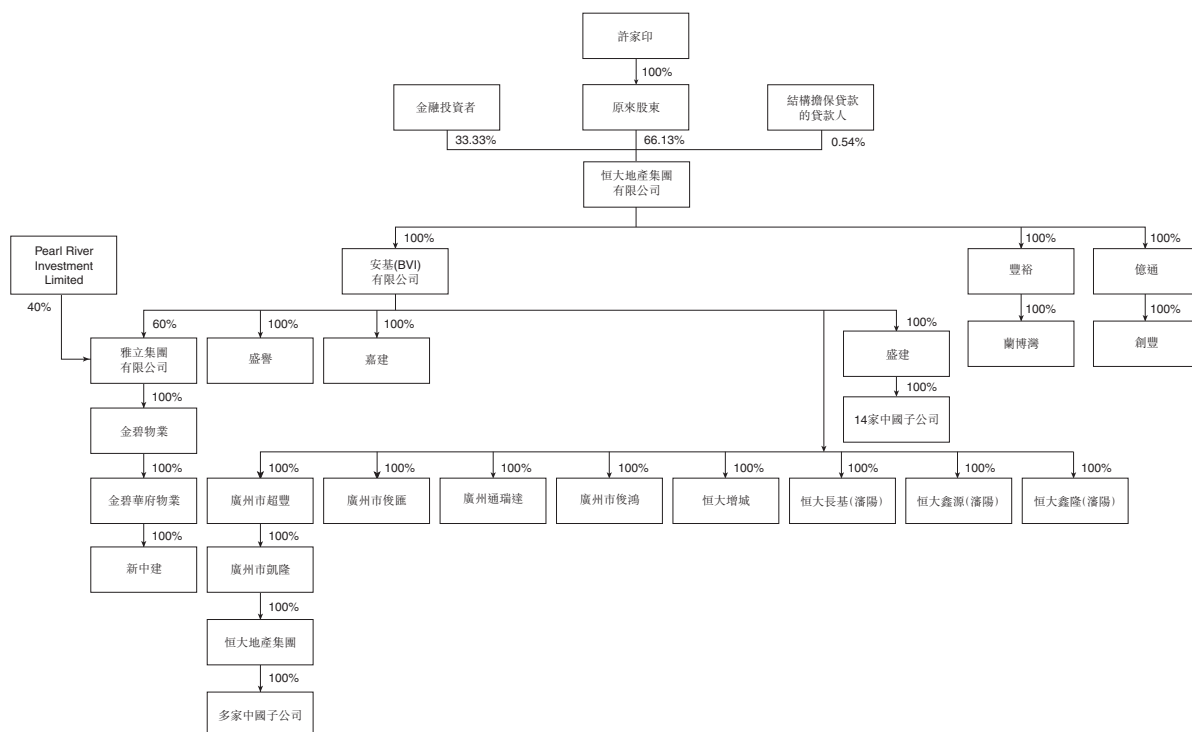 許家印
100%
金融投資者
原來股東
結構擔保貸款
的貸款人
33.33%
66.13%
0.54%
恒大地產集團
有限公司
100%
100%
100%
Pearl River
Investment
Limited
安基(BVI)
有限公司
豐裕
億通
40%
60%
100%
100%
100%
100%
100%
雅立集團
有限公司
盛譽
嘉建
盛建
蘭博灣
創豐
100%
100%
金碧物業
14家中國子公司
100%
100%
100%
100%
100%
100%
100%
100%
100%
金碧華府物業
廣州市超豐
廣州市俊匯
廣州通瑞達
廣州市俊鴻
恒大增城
恒大長基(瀋陽)
恒大鑫源(瀋陽)
恒大鑫隆(瀋陽)
100%
100%
新中建
廣州市凱隆
100%
恒大地產集團
100%
多家中國子公司